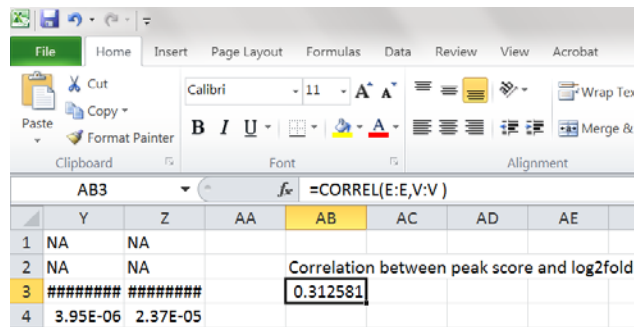 File Home Insert Page Layout Formulas Data Review View Acrobat
Cut
Copy
Format Painter
Paste
Calibri 11 A A
B I U A
Wrap Tex
Merge &
Clipboard Font Alignment
AB3 fx =CORREL(E:E,V:V )
Y Z AA AB AC AD AE
1 NA NA
2 NA NA Correlation between peak score and log2fold
3 ######## ######## 0.312581
4 3.95E-06 2.37E-05